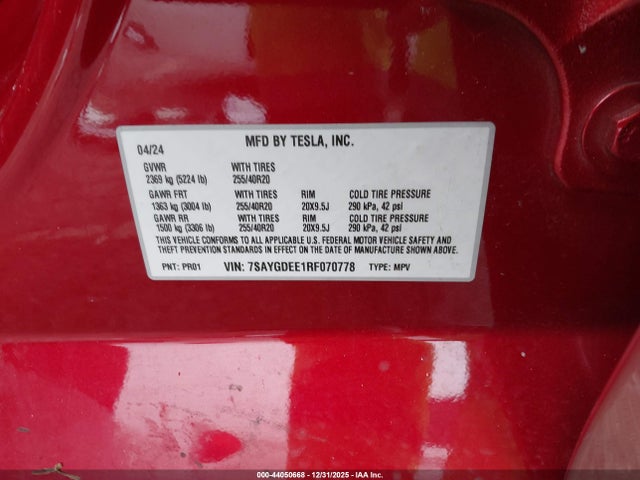 MFD BY TESLA, INC.
04/24
GVWR WITH TIRES
2369 kg (5224 lb) 255/40R20
GAWR FRT WITH TIRES RIM COLD TIRE PRESSURE
1363 kg (3004 lb) 255/40R20 20X9.5J 290 kPa, 42 psi
GAWR RR WITH TIRES RIM COLD TIRE PRESSURE
1500 kg (3306 lb) 255/40R20 20X9.5J 290 kPa, 42 psi
THIS VEHICLE CONFORMS TO ALL APPLICABLE U.S. FEDERAL MOTOR VEHICLE SAFETY AND
THEFT PREVENTION STANDARDS IN EFFECT ON THE DATE OF MANUFACTURE SHOWN ABOVE.
PNT: PR01 VIN: 7SAYGDEE1RF070778 TYPE: MPV
000-44050668 - 12/31/2025 - IAA Inc.